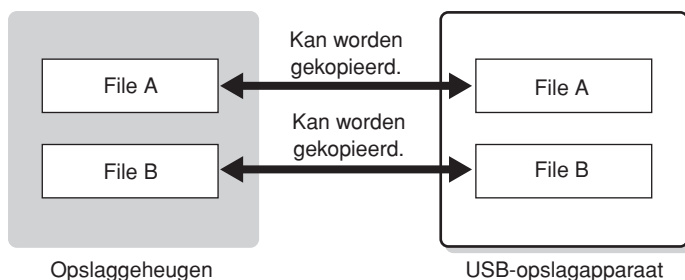 Kan worden
gekopieerd.
File A
File A
Kan worden
gekopieerd.
File B
File B
Opslaggeheugen
USB-opslagapparaat